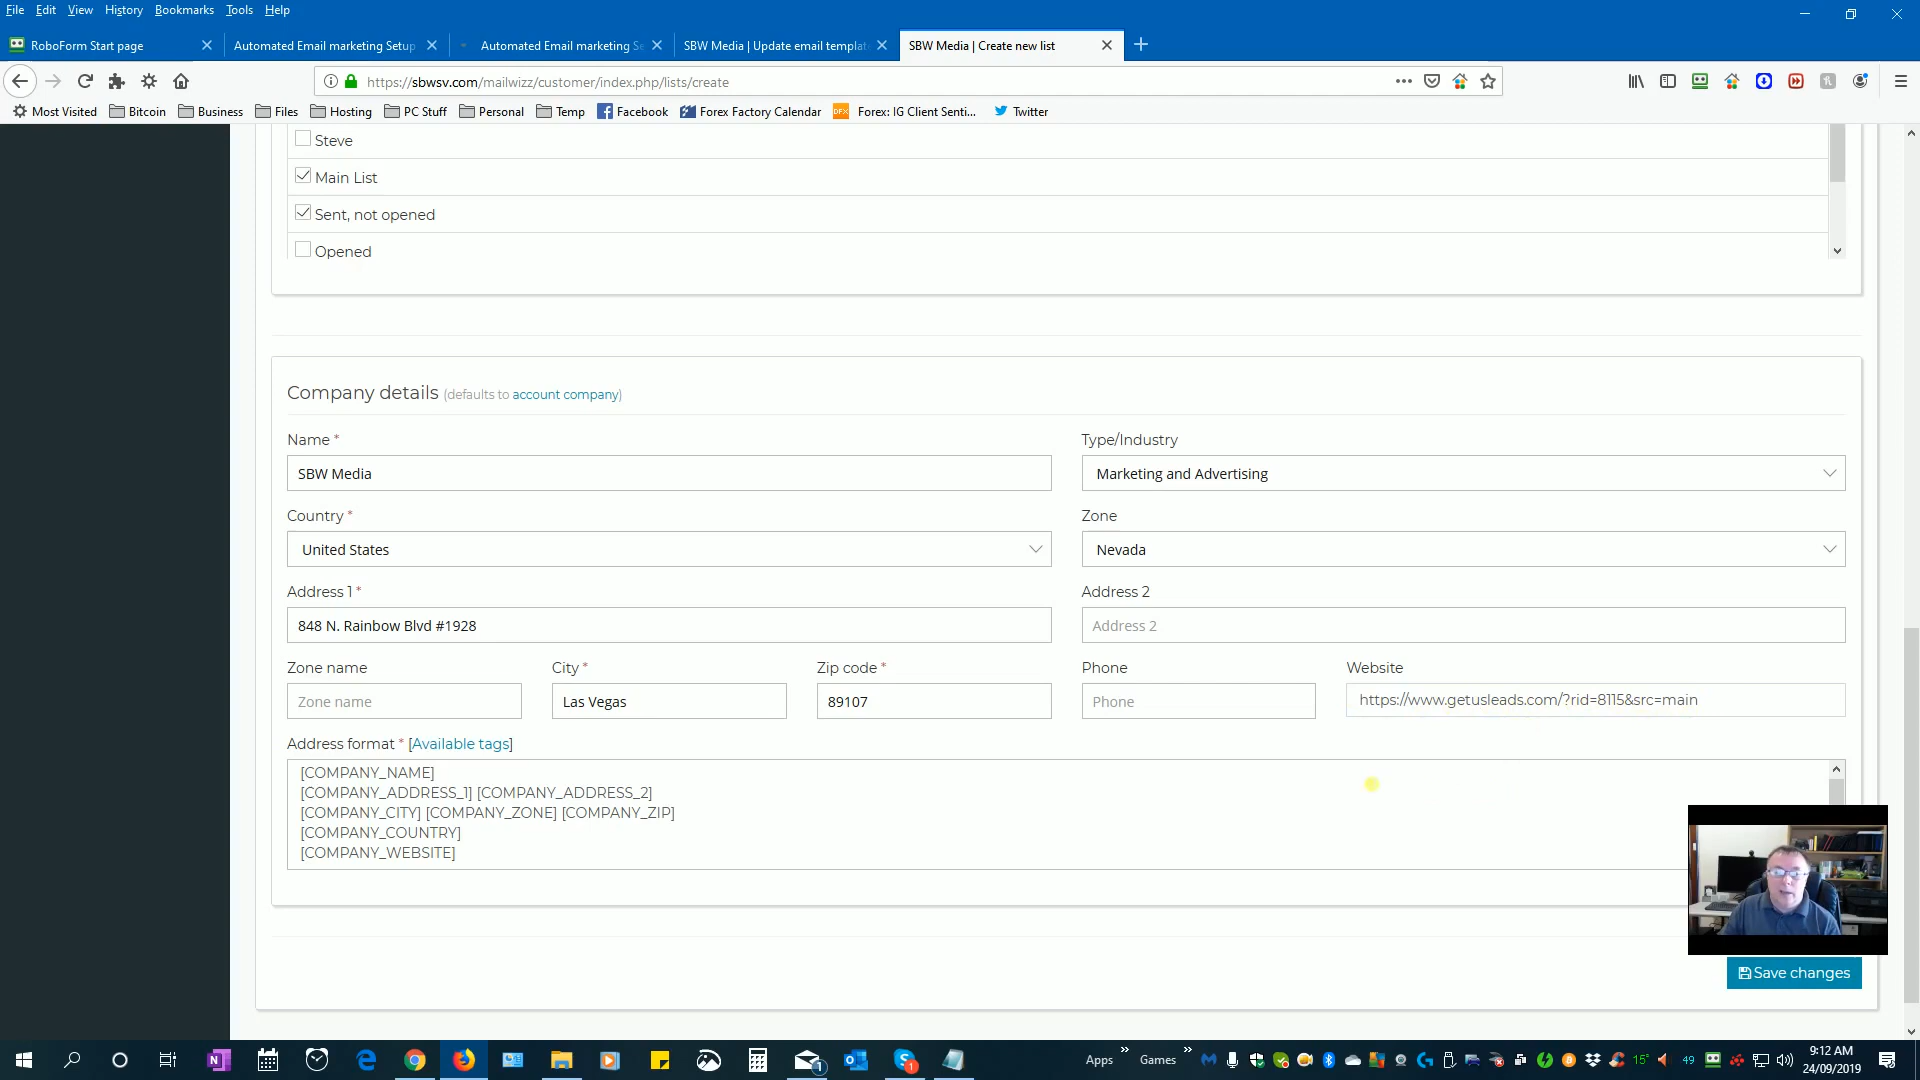 File Edit View History Bookmarks Tools Help
RoboForm Start page
Automated Email marketing Setup
Automated Email marketing Se
SBW Media | Update email templat
SBW Media | Create new list
https://sbwsv.com/mailwizz/customer/index.php/lists/create
Most Visited Bitcoin Business Files Hosting PC Stuff Personal Temp Facebook Forex Factory Calendar DFX Forex: IG Client Senti... Twitter
Steve
Main List
Sent, not opened
Opened
Company details (defaults to account company)
Name * Type/Industry
SBW Media Marketing and Advertising
Country * Zone
United States Nevada
Address 1 * Address 2
848 N. Rainbow Blvd #1928 Address 2
Zone name City * Zip code * Phone Website
Zone name Las Vegas 89107 Phone https://www.getusleads.com/?rid=8115&src=main
Address format * [Available tags]
[COMPANY_NAME]
[COMPANY_ADDRESS_1] [COMPANY_ADDRESS_2]
[COMPANY_CITY] [COMPANY_ZONE] [COMPANY_ZIP]
[COMPANY_COUNTRY]
[COMPANY_WEBSITE]
Save changes
Apps » Games » 15° 49 9:12 AM
24/09/2019